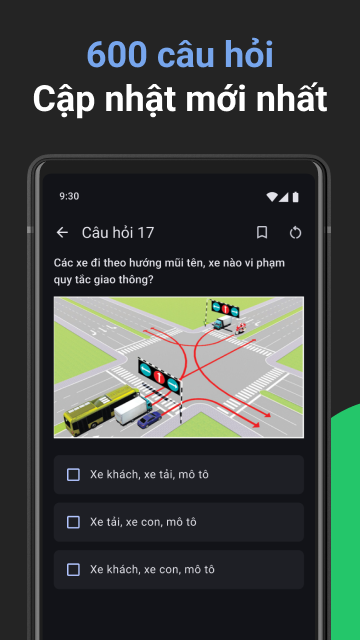 600 câu hỏi
Cập nhật mới nhất
9:30
Câu hỏi 17
Các xe đi theo hướng mũi tên, xe nào vi phạm
quy tắc giao thông?
Xe khách, xe tải, mô tô
Xe tải, xe con, mô tô
Xe khách, xe con, mô tô